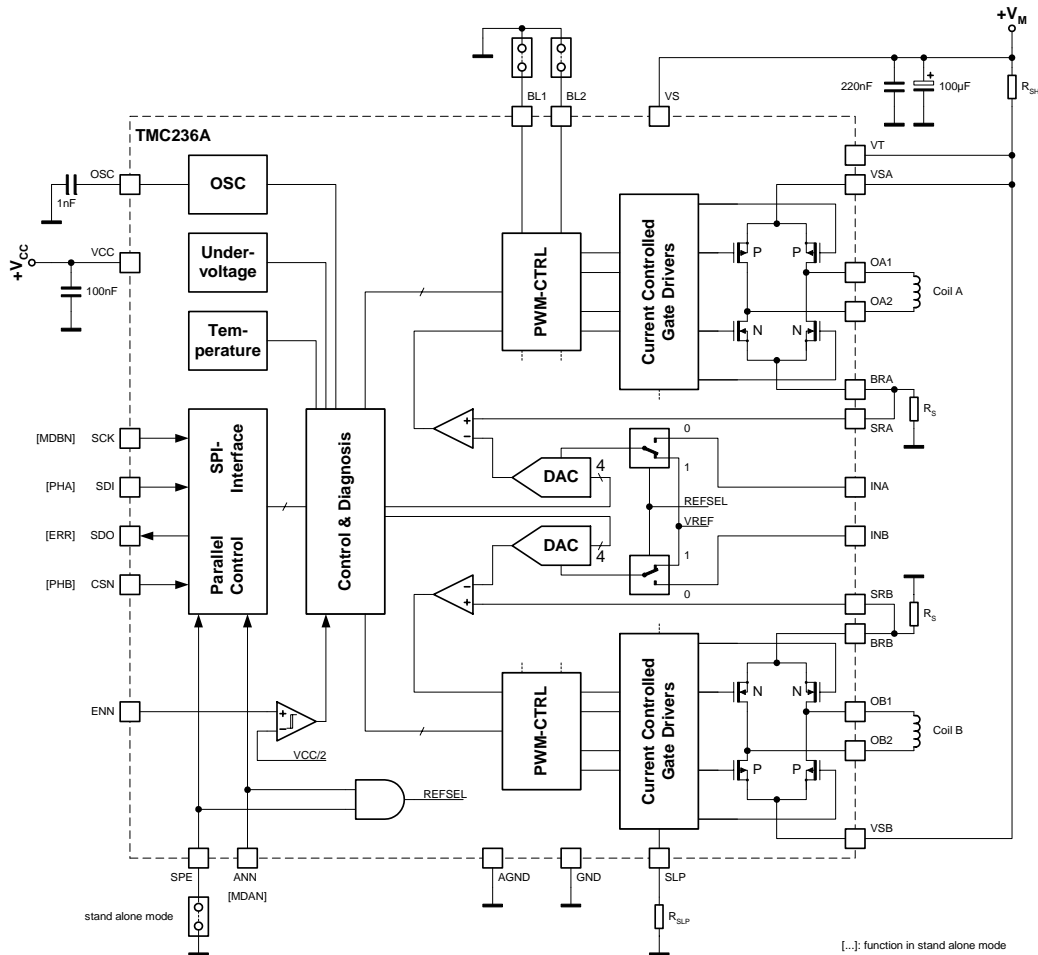 +VM
BL1
BL2
VS
220nF
+
100µF
RSH
TMC236A
VT
OSC
OSC
1nF
VSA
VCC
+VCC
100nF
Under-
voltage
Tem-
perature
PWM-CTRL
Current Controlled
Gate Drivers
P
P
N
N
OA1
Coil A
OA2
BRA
SRA
RS
[MDBN]
SCK
[PHA]
SDI
[ERR]
SDO
[PHB]
CSN
SPI-
Interface
Parallel
Control
Control & Diagnosis
+
−
DAC
4
0
1
INA
REFSEL
VREF
INB
DAC
4
1
0
−
+
SRB
RS
BRB
PWM-CTRL
Current Controlled
Gate Drivers
N
N
P
P
OB1
Coil B
OB2
ENN
+
−
VCC/2
REFSEL
VSB
SPE
ANN
[MDAN]
AGND
GND
SLP
stand alone mode
RSLP
[...]: function in stand alone mode